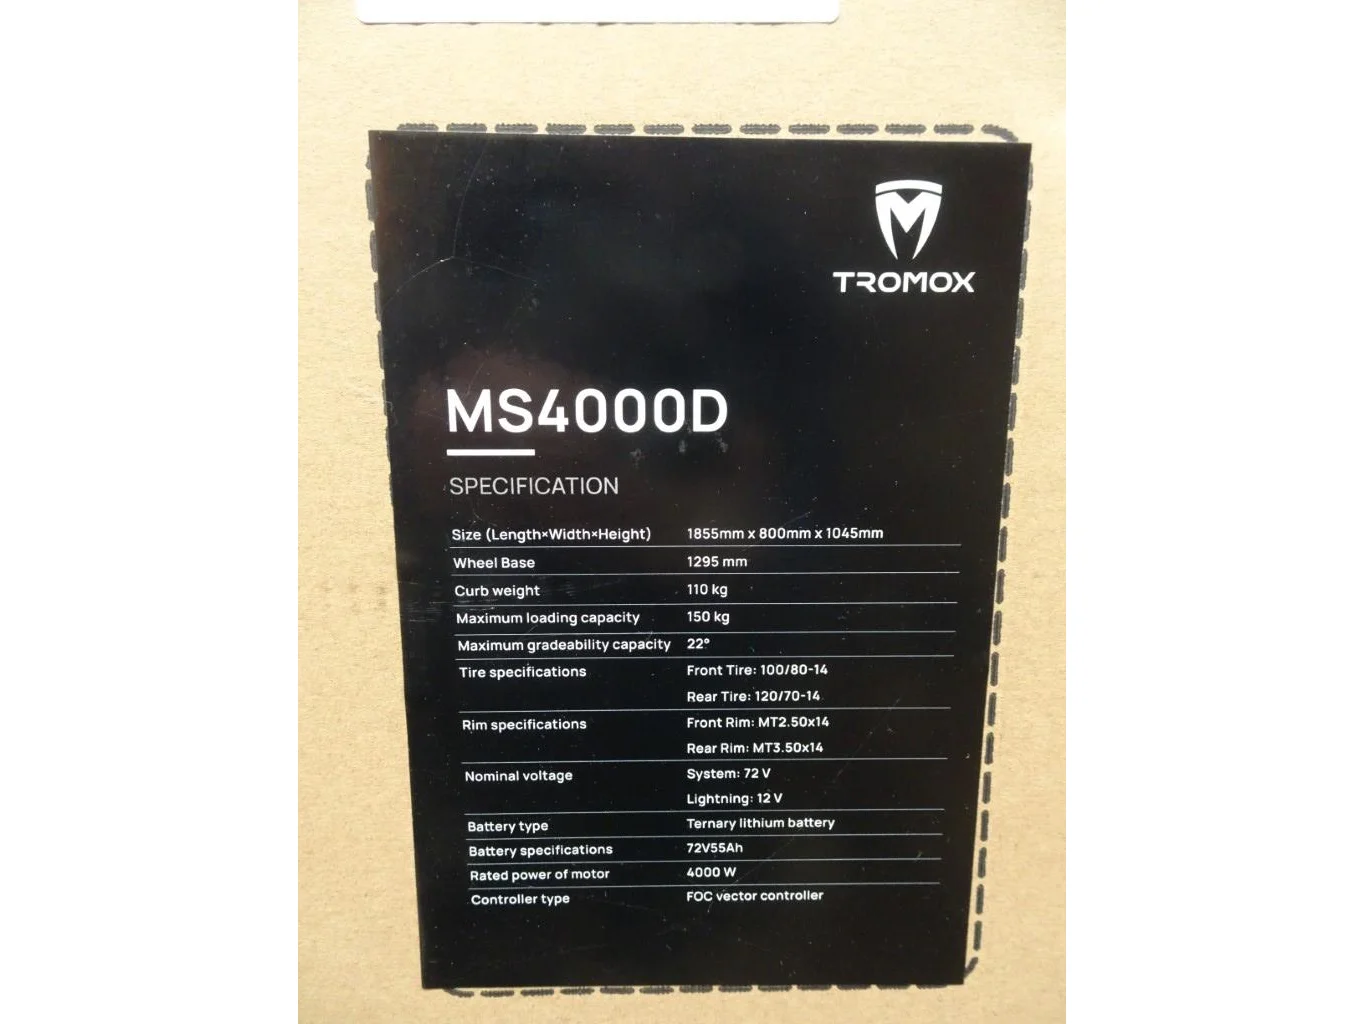 TROMOX
MS4000D
SPECIFICATION
Size (Length×Width×Height) 1855mm x 800mm x 1045mm
Wheel Base 1295 mm
Curb weight 110 kg
Maximum loading capacity 150 kg
Maximum gradeability capacity 22°
Tire specifications Front Tire: 100/80-14
Rear Tire: 120/70-14
Rim specifications Front Rim: MT2.50x14
Rear Rim: MT3.50x14
Nominal voltage System: 72 V
Lightning: 12 V
Battery type Ternary lithium battery
Battery specifications 72V55Ah
Rated power of motor 4000 W
Controller type FOC vector controller